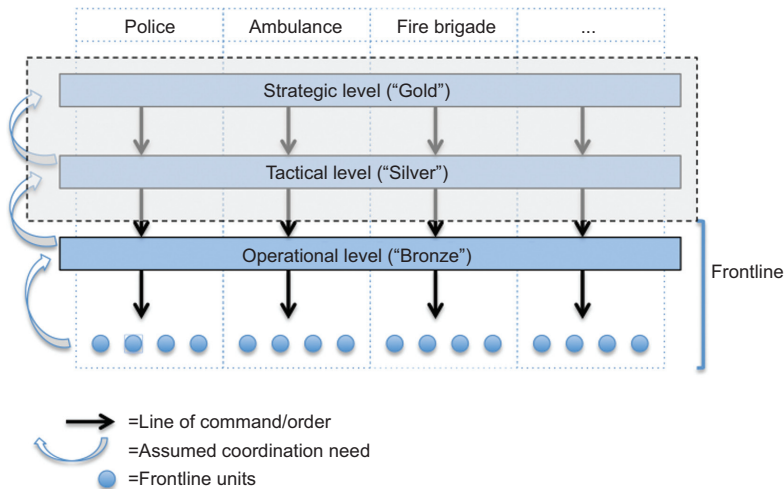 Police
Ambulance
Fire brigade
...
Strategic level (“Gold”)
Tactical level (“Silver”)
Operational level (“Bronze”)
Frontline
=Line of command/order
=Assumed coordination need
=Frontline units